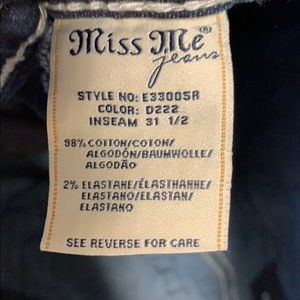 Miss Me®
jeans
STYLE NO: E3300SR
COLOR: D222
INSEAM 31 1/2
98% COTTON/COTON/
ALGODÓN/BAUMWOLLE/
ALGODÃO
2% ELASTANE/ÉLASTHANNE/
ELASTANO/ELASTAN/
ELASTANO
SEE REVERSE FOR CARE